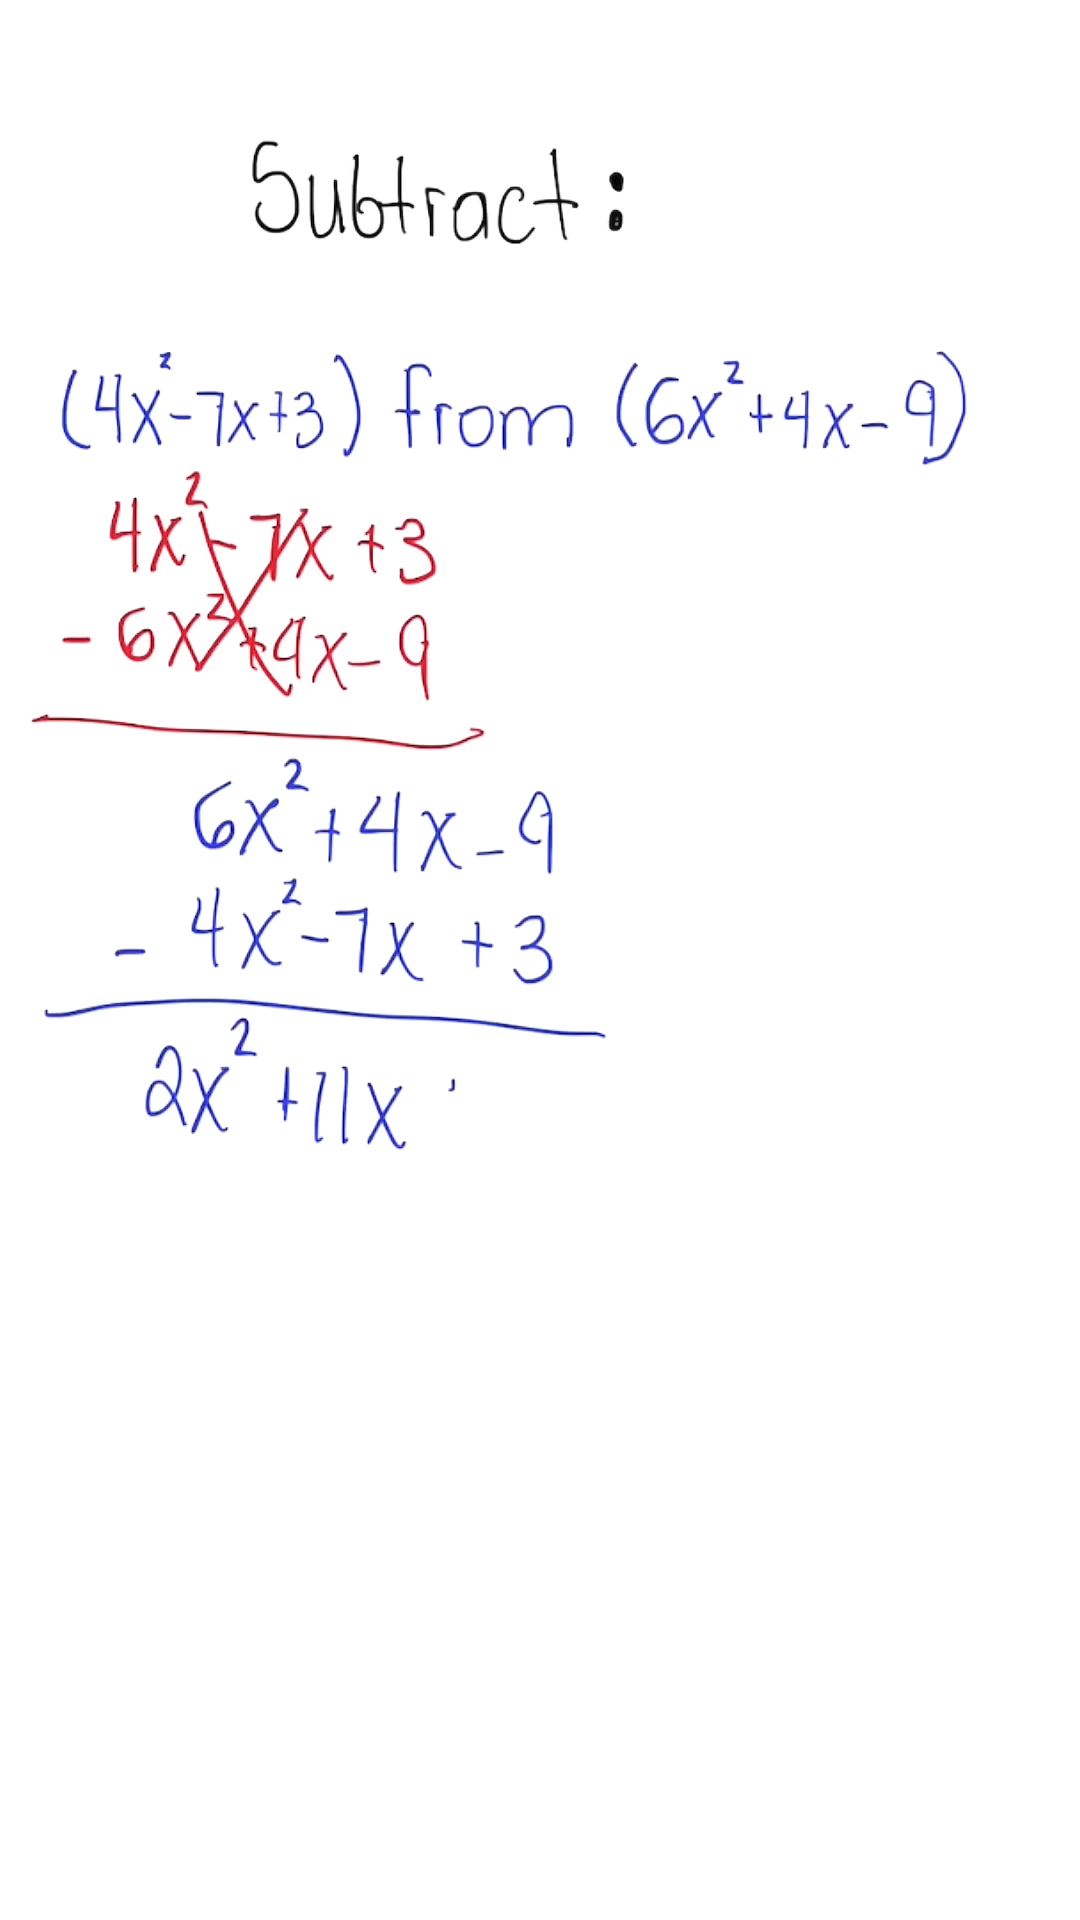 Subtract:
(4x²-7x+3) from (6x²+4x-9)
4x²-7x+3
-6x²+4x-9
6x²+4x-9
-4x²-7x+3
2x²+11x